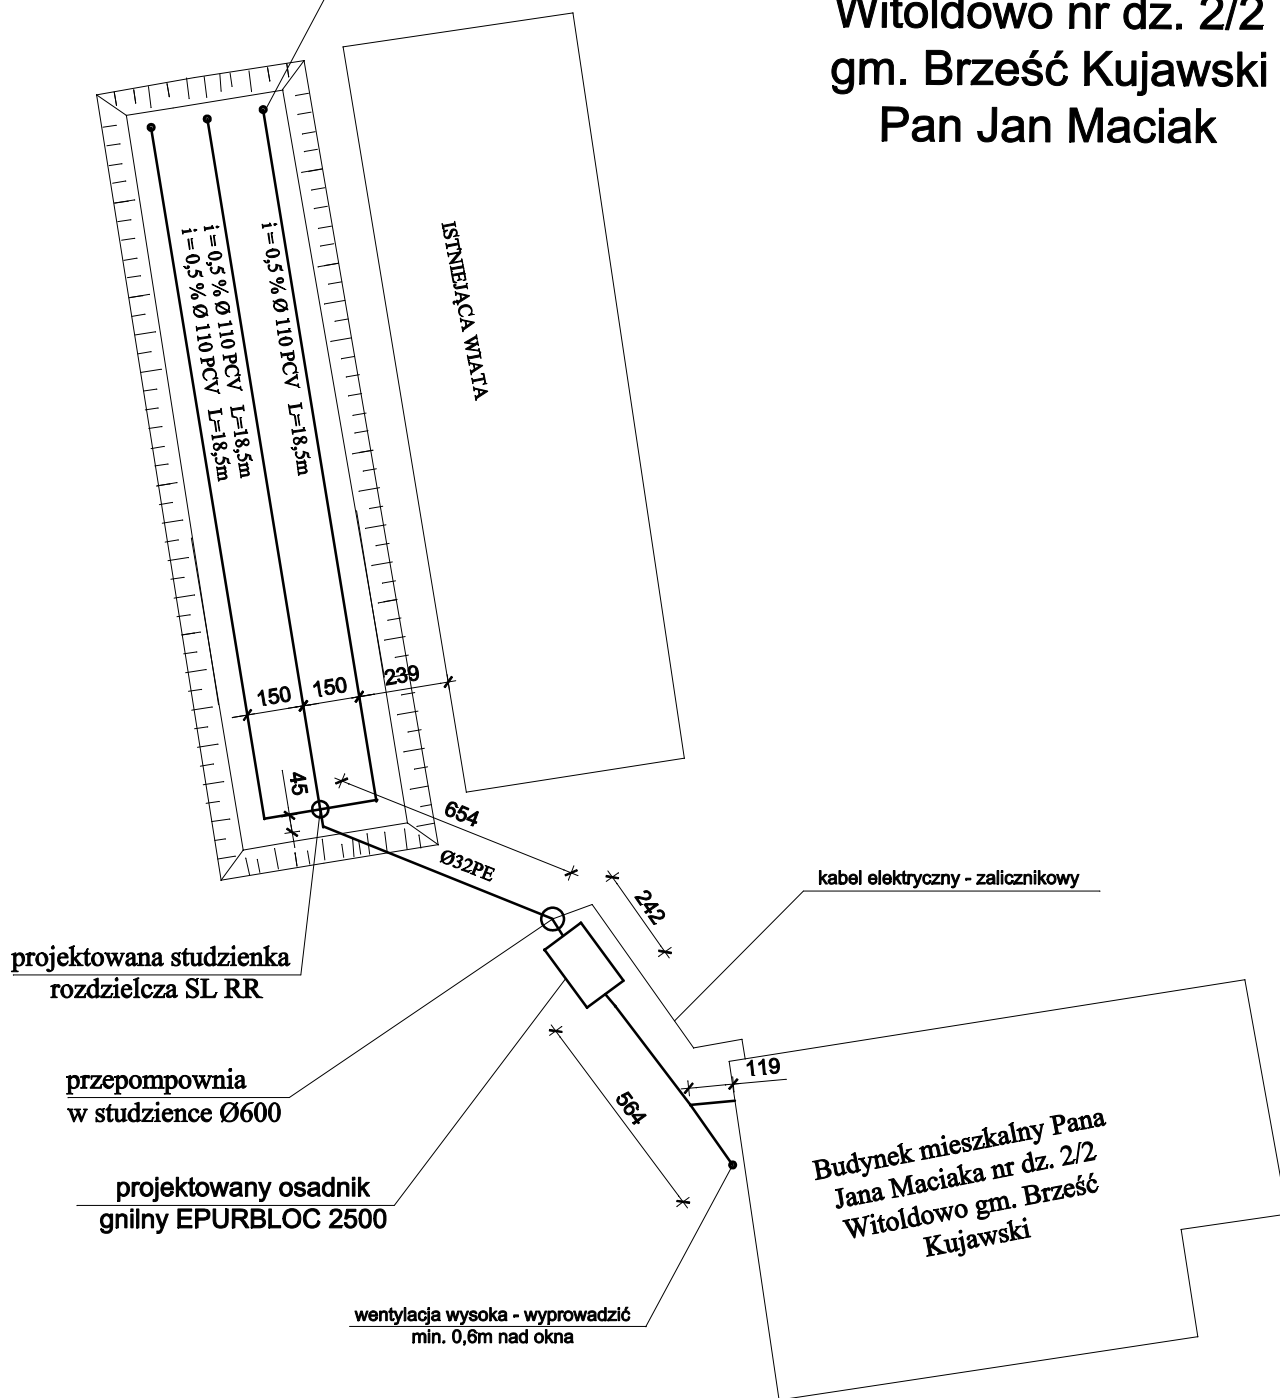 Witoldowo nr dz. 2/2
gm. Brześć Kujawski
Pan Jan Maciak
i = 0,5 % Ø 110 PCV L=18,5m
i = 0,5 % Ø 110 PCV L=18,5m
i = 0,5 % Ø 110 PCV L=18,5m
ISTNIEJĄCA WIATA
150
150
239
45
654
Ø32PE
242
kabel elektryczny - zalicznikowy
projektowana studzienka
rozdzielcza SL RR
przepompownia
w studzience Ø600
119
564
projektowany osadnik
gnilny EPURBLOC 2500
Budynek mieszkalny Pana
Jana Maciaka nr dz. 2/2
Witoldowo gm. Brześć
Kujawski
wentylacja wysoka - wyprowadzić
min. 0,6m nad okna